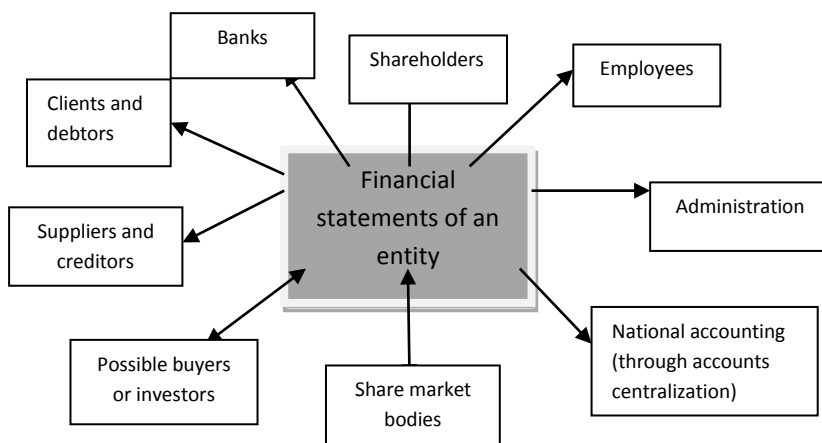 Banks
Shareholders
Employees
Clients and
debtors
Financial
statements of an
entity
Administration
Suppliers and
creditors
Possible buyers
or investors
Share market
bodies
National accounting
(through accounts
centralization)